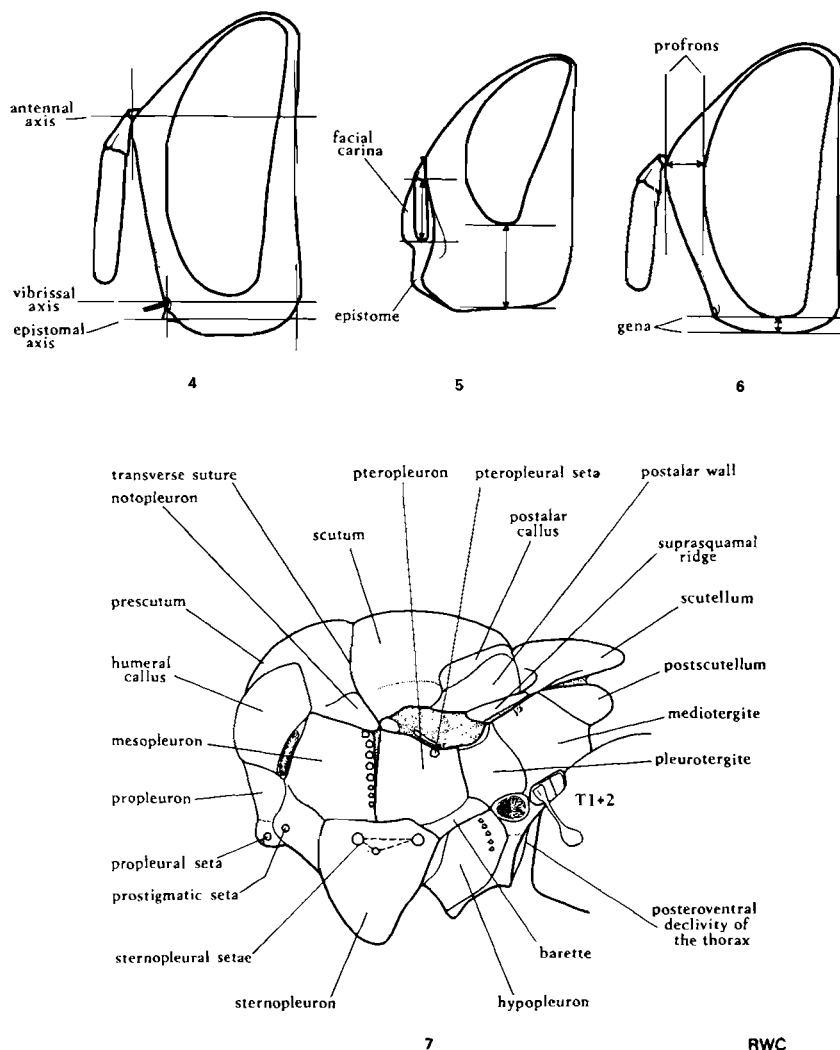 antennal
axis
vibrissal
axis
epistomal
axis
4
facial
carina
epistome
5
profrons
gena
6
transverse suture
notopleuron
prescutum
humeral
callus
mesopleuron
propleuron
propleural seta
prostigmatic seta
sternopleural setae
sternopleuron
scutum
pteropleuron
pteropleural seta
postalar
callus
postalar wall
suprasquamal
ridge
scutellum
postscutellum
mediotergite
pleurotergite
T1+2
posteroventral
declivity of
the thorax
barette
hypopleuron
7
RWC